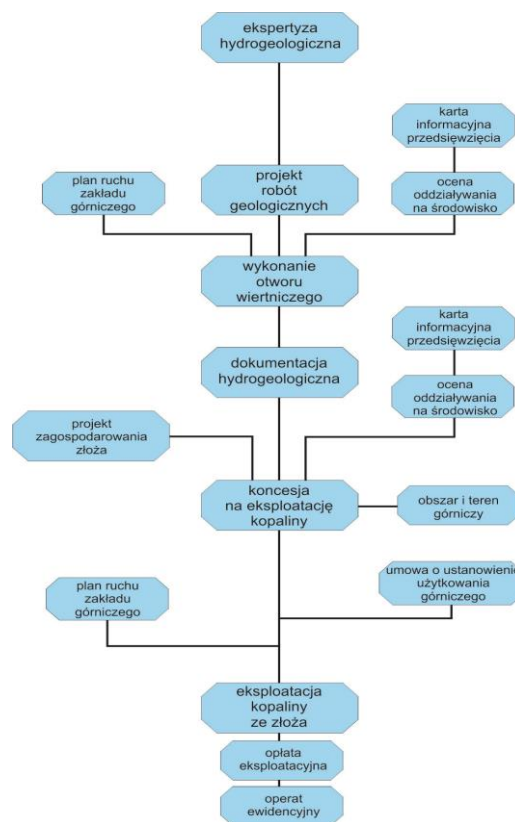 ekspertyza
hydrogeologiczna
karta
informacyjna
przedsięwzięcia
plan ruchu
zakładu
górniczego
projekt
robót
geologicznych
ocena
oddziaływania
na środowisko
wykonanie
otworu
wiertniczego
karta
informacyjna
przedsięwzięcia
dokumentacja
hydrogeologiczna
ocena
oddziaływania
na środowisko
projekt
zagospodarowania
złoża
koncesja
na eksploatację
kopaliny
obszar i teren
górniczy
plan ruchu
zakładu
górniczego
umowa o ustanowienie
użytkowania
górniczego
eksploatacja
kopaliny
ze złoża
opłata
eksploatacyjna
operat
ewidencyjny